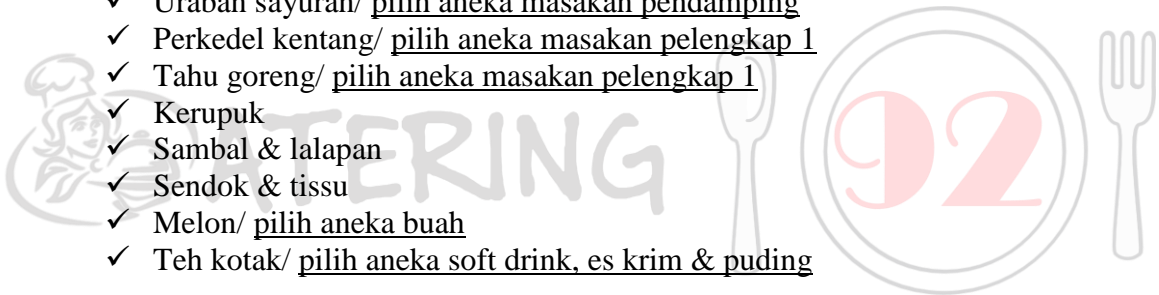 ✓ Uraban sayuran/ pilih aneka masakan pendamping
✓ Perkedel kentang/ pilih aneka masakan pelengkap 1
✓ Tahu goreng/ pilih aneka masakan pelengkap 1
✓ Kerupuk
✓ Sambal & lalapan
✓ Sendok & tissu
✓ Melon/ pilih aneka buah
✓ Teh kotak/ pilih aneka soft drink, es krim & puding
CATERING 92